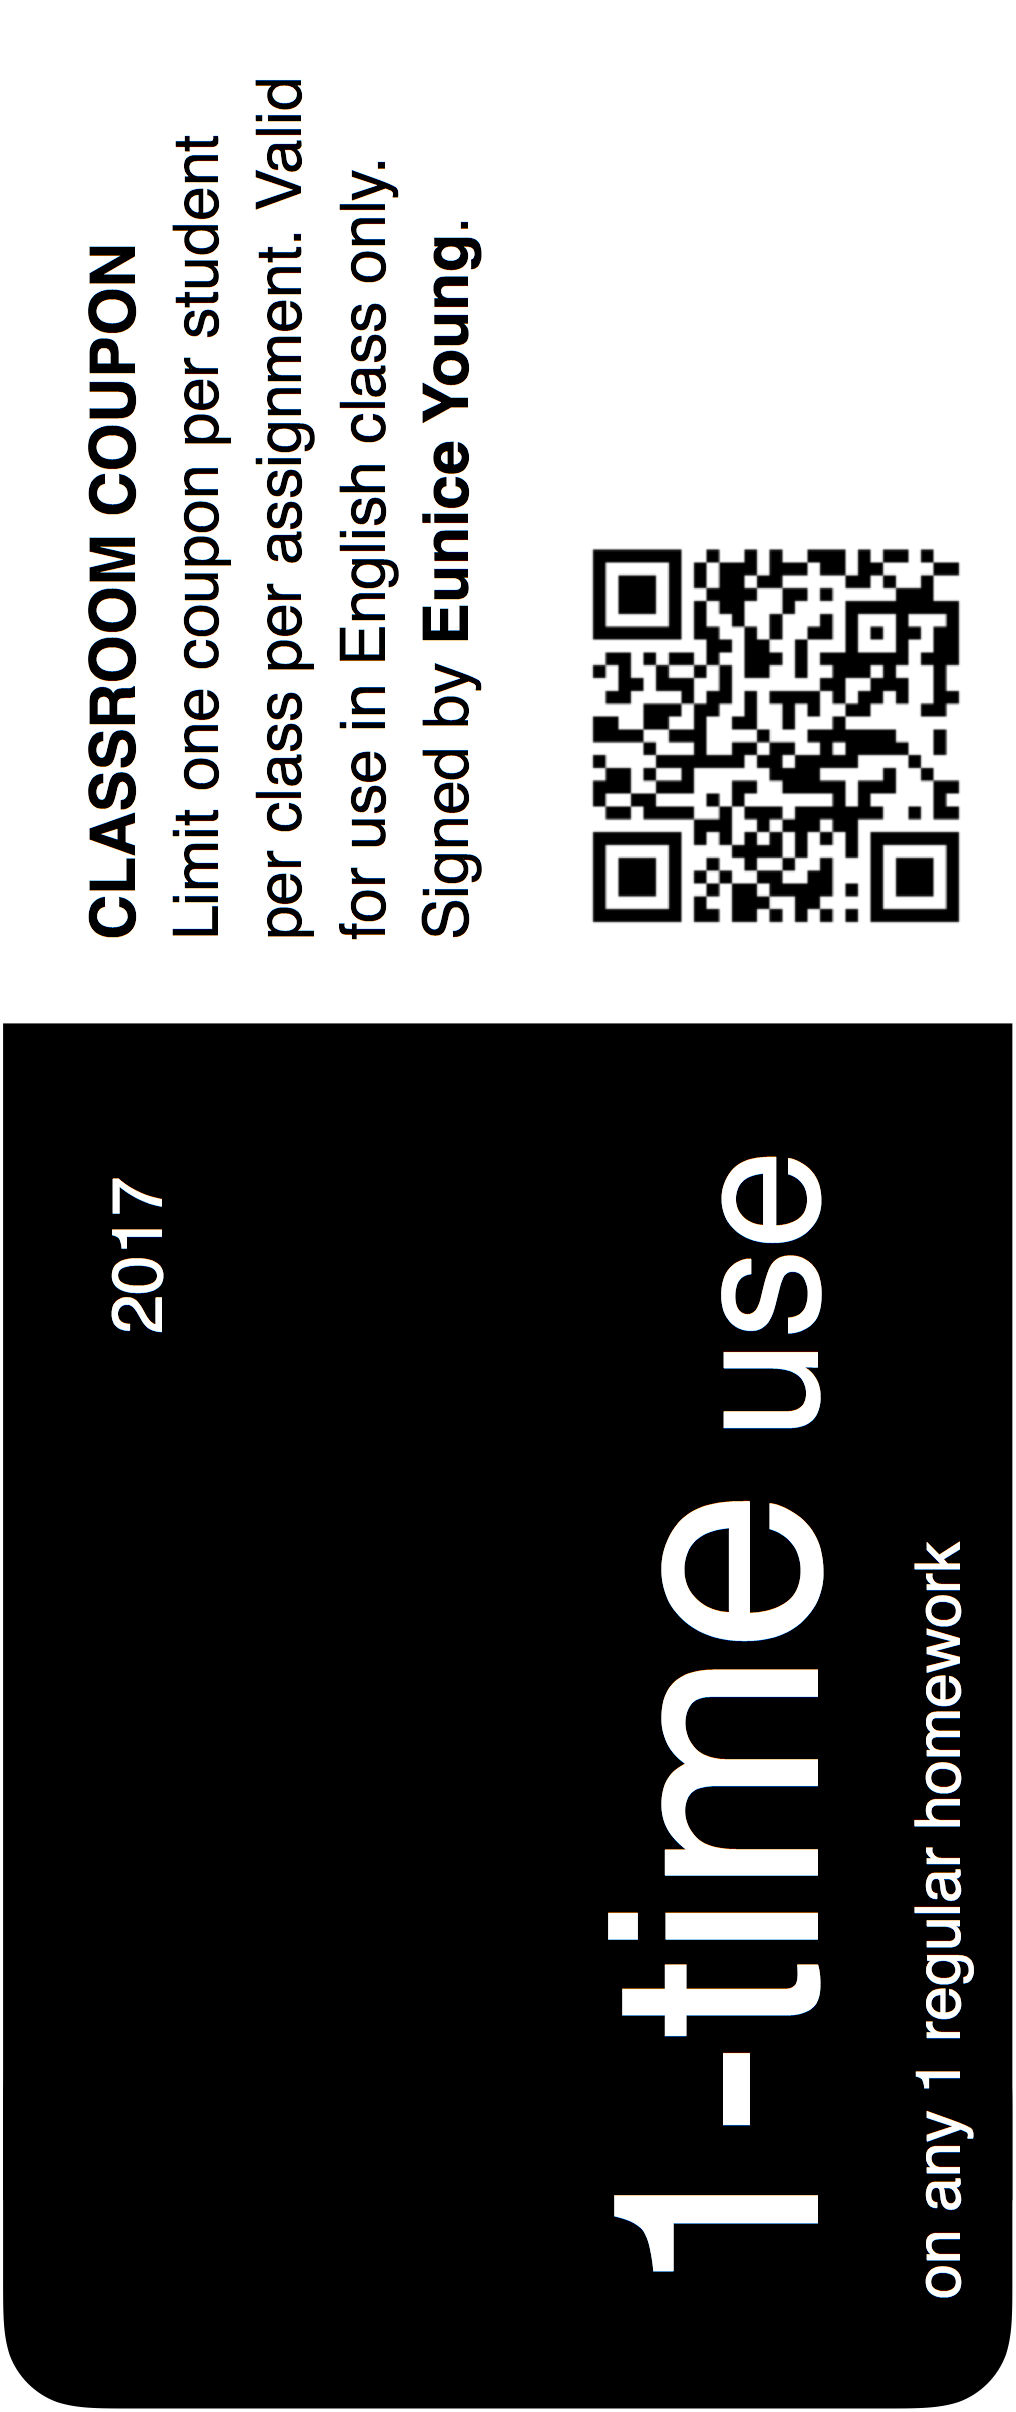 2017
1-time use
on any 1 regular homework
CLASSROOM COUPON
Limit one coupon per student
per class per assignment. Valid
for use in English class only.
Signed by Eunice Young.